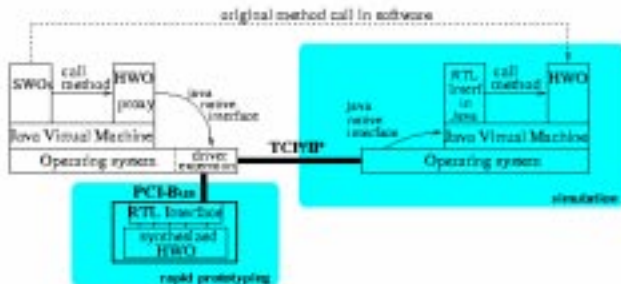 original method call in software
SWOs
call
method
HWO
proxy
java
native
interface
Java Virtual Machine
Operating system
driver
extension
TCP/IP
RTL
Interf
in
Java
call
method
HWO
java
native
interface
Java Virtual Machine
Operating system
simulation
PCI-Bus
RTL Interface
synthesized
HWO
rapid prototyping